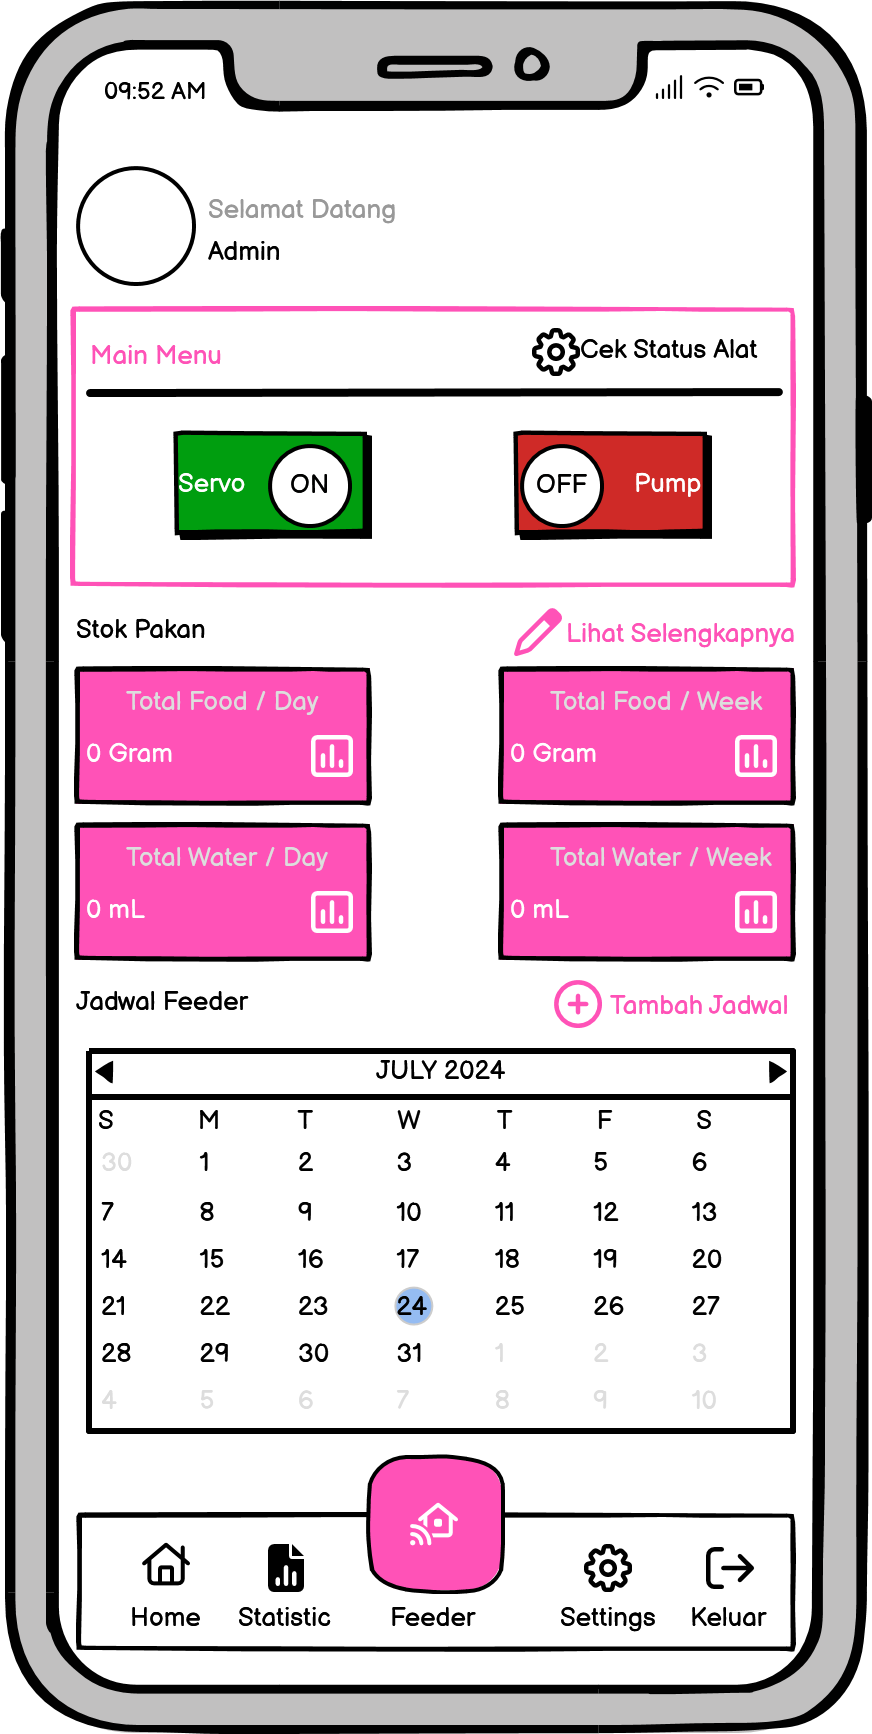 09:52 AM
Selamat Datang
Admin
Main Menu
Cek Status Alat
Servo ON
OFF Pump
Stok Pakan
Lihat Selengkapnya
Total Food / Day
0 Gram
Total Food / Week
0 Gram
Total Water / Day
0 mL
Total Water / Week
0 mL
Jadwal Feeder
Tambah Jadwal
JULY 2024
S M T W T F S
30 1 2 3 4 5 6
7 8 9 10 11 12 13
14 15 16 17 18 19 20
21 22 23 24 25 26 27
28 29 30 31 1 2 3
4 5 6 7 8 9 10
Home Statistic Feeder Settings Keluar